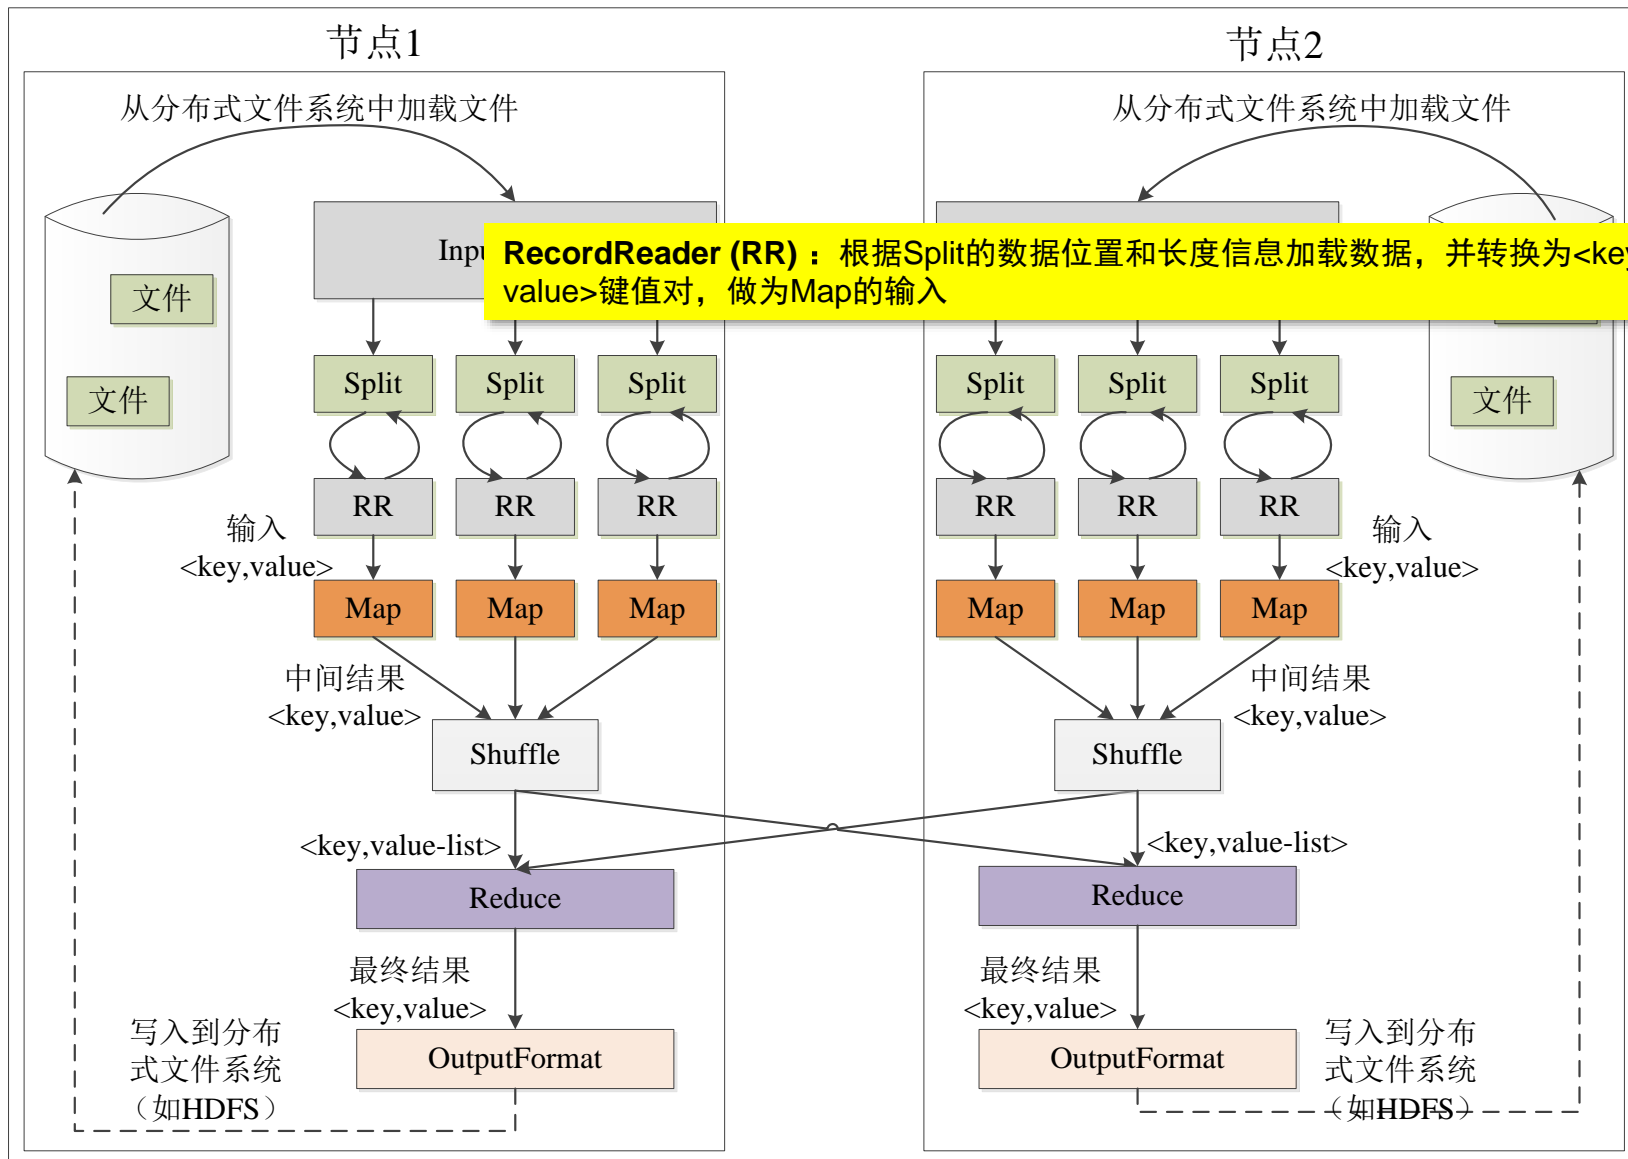 节点1
节点2
从分布式文件系统中加载文件
从分布式文件系统中加载文件
RecordReader (RR) ：根据Split的数据位置和长度信息加载数据，并转换为<key
value>键值对，做为Map的输入
文件
文件
文件
Split Split Split
Split Split Split
RR RR RR
RR RR RR
输入
<key,value>
输入
<key,value>
Map Map Map
Map Map Map
中间结果
<key,value>
中间结果
<key,value>
Shuffle
Shuffle
<key,value-list>
<key,value-list>
Reduce
Reduce
最终结果
<key,value>
最终结果
<key,value>
OutputFormat
OutputFormat
写入到分布
式文件系统
（如HDFS）
写入到分布
式文件系统
（如HDFS）